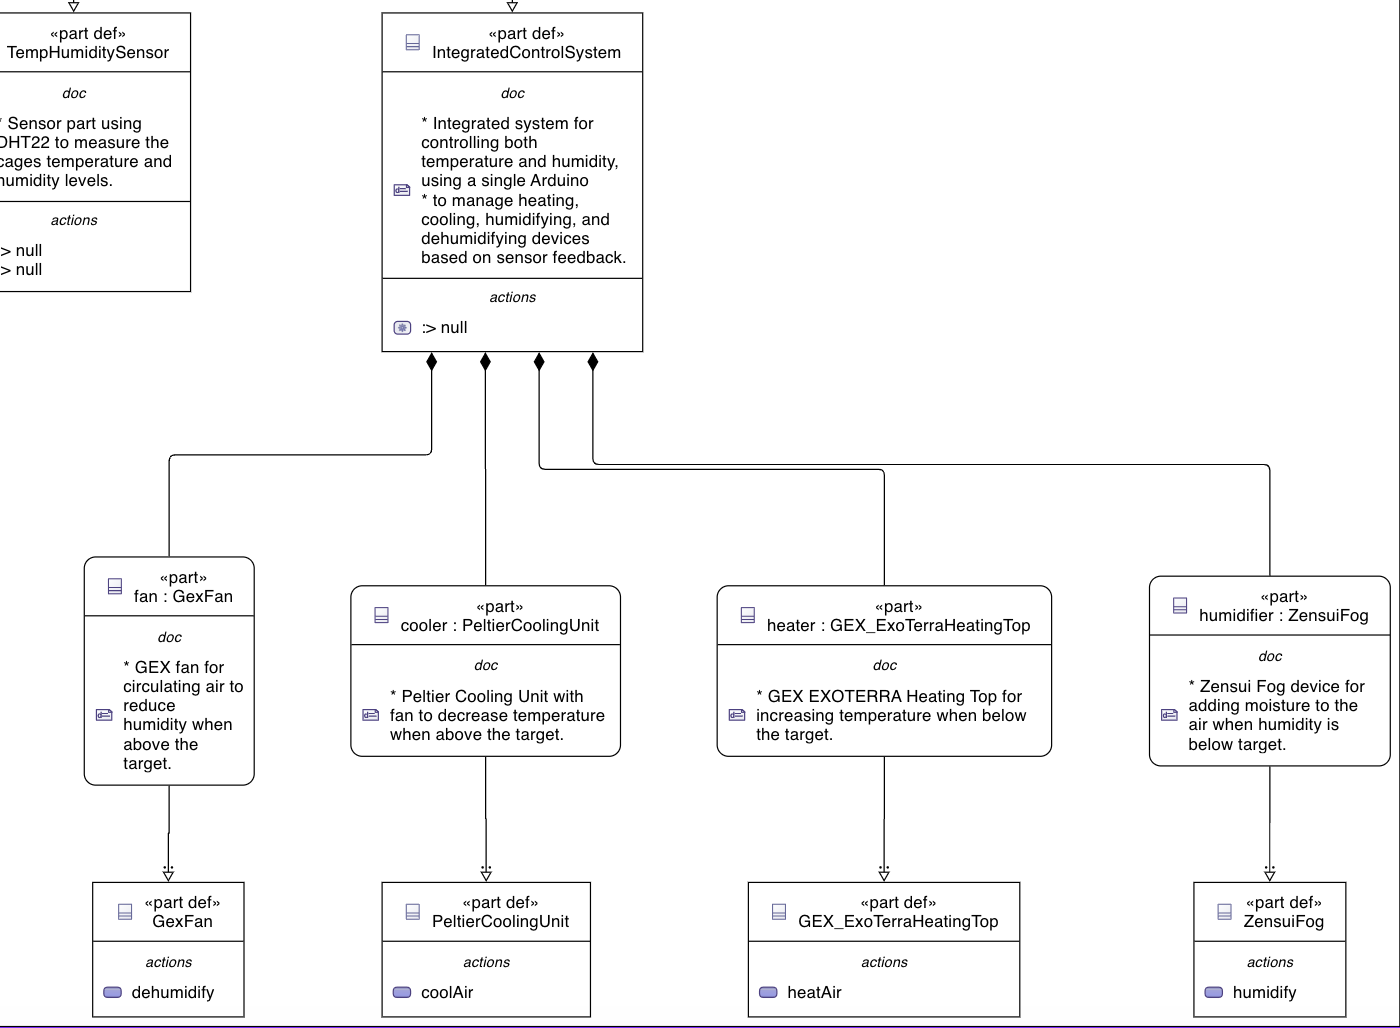 «part def»
TempHumiditySensor
doc
* Sensor part using
DHT22 to measure the
cages temperature and
humidity levels.
actions
> null
> null
«part def»
IntegratedControlSystem
doc
* Integrated system for
controlling both
temperature and humidity,
using a single Arduino
* to manage heating,
cooling, humidifying, and
dehumidifying devices
based on sensor feedback.
actions
:> null
«part»
fan : GexFan
doc
* GEX fan for
circulating air to
reduce
humidity when
above the
target.
«part»
cooler : PeltierCoolingUnit
doc
* Peltier Cooling Unit with
fan to decrease temperature
when above the target.
«part»
heater : GEX_ExoTerraHeatingTop
doc
* GEX EXOTERRA Heating Top for
increasing temperature when below
the target.
«part»
humidifier : ZensuiFog
doc
* Zensui Fog device for
adding moisture to the
air when humidity is
below target.
«part def»
GexFan
actions
dehumidify
«part def»
PeltierCoolingUnit
actions
coolAir
«part def»
GEX_ExoTerraHeatingTop
actions
heatAir
«part def»
ZensuiFog
actions
humidify